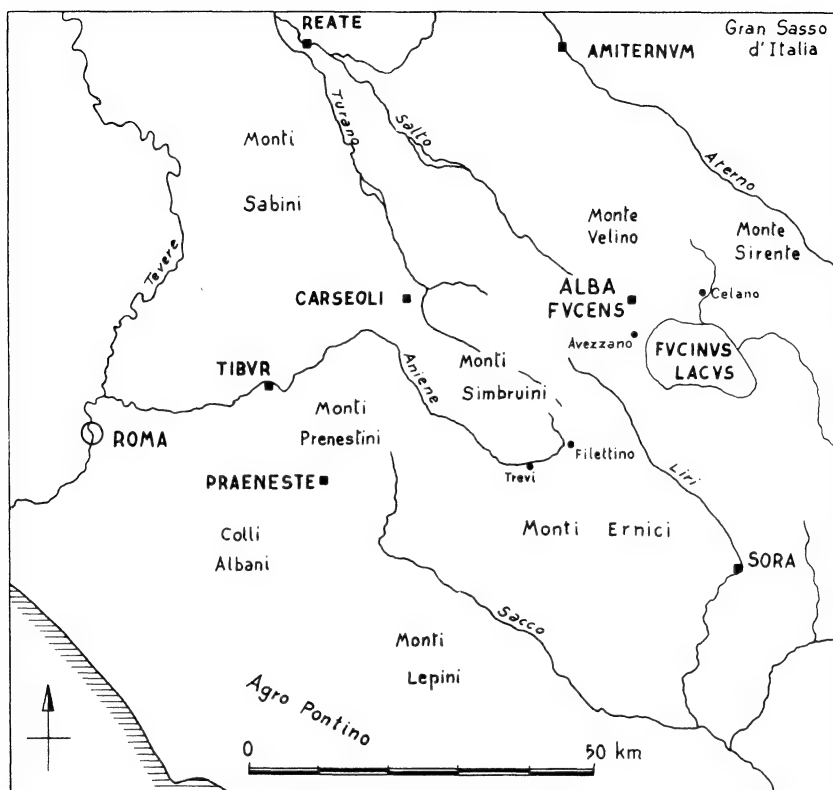 REATE
Gran Sasso
d'Italia
AMITERNVM
Turano
Salto
Monti
Sabini
Aterno
Monte
Velino
Monte
Sirente
Tevere
CARSEOLI
ALBA
FVCENS
Celano
Avezzano
FVCINVS
LACVS
TIBVR
Aniene
Monti
Simbruini
Monti
Prenestini
ROMA
Filettino
Trevi
PRAENESTE
Liri
Colli
Albani
Monti Ernici
SORA
Sacco
Monti
Lepini
Agro Pontino
0 50 km